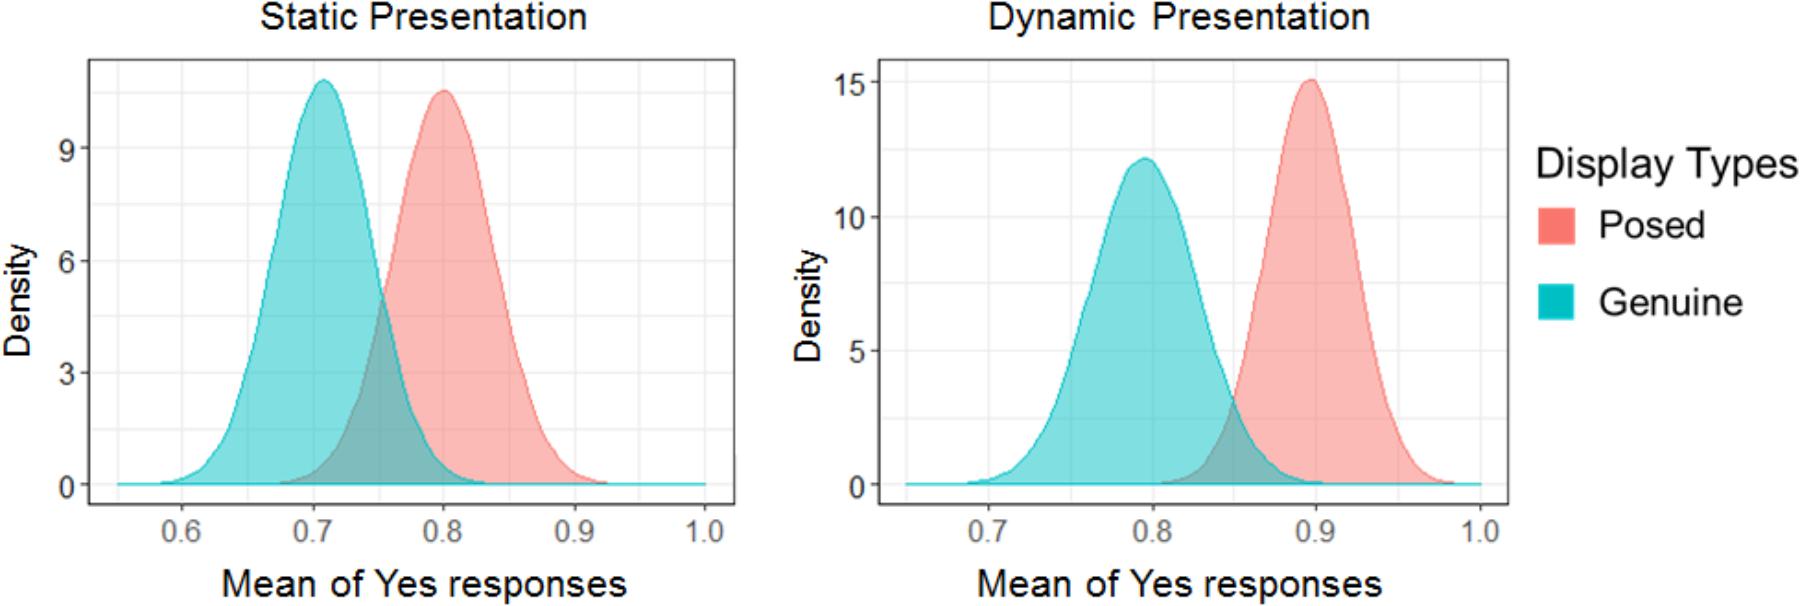 Static Presentation
Dynamic Presentation
Density
9
6
3
0
0.6 0.7 0.8 0.9 1.0
Mean of Yes responses
Density
15
10
5
0
0.7 0.8 0.9 1.0
Mean of Yes responses
Display Types
Posed
Genuine